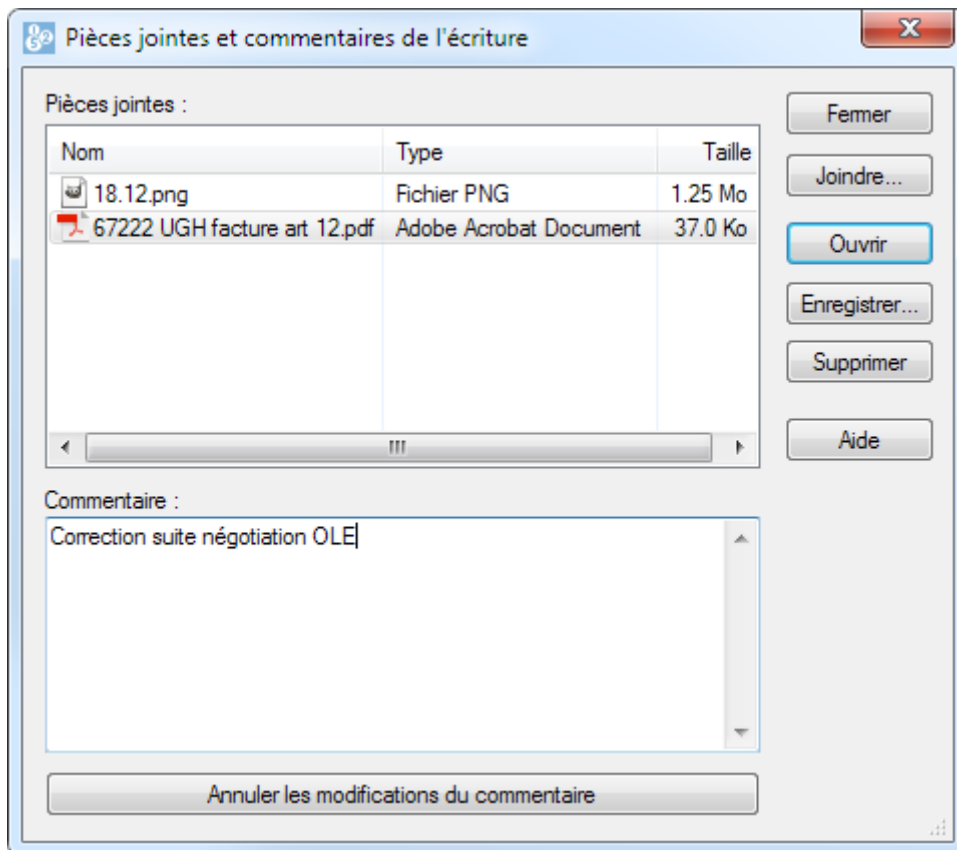 Pièces jointes et commentaires de l'écriture
Pièces jointes :
Nom Type Taille
18.12.png Fichier PNG 1.25 Mo
67222 UGH facture art 12.pdf Adobe Acrobat Document 37.0 Ko
Fermer
Joindre...
Ouvrir
Enregistrer...
Supprimer
Aide
Commentaire :
Correction suite négotiation OLE
Annuler les modifications du commentaire